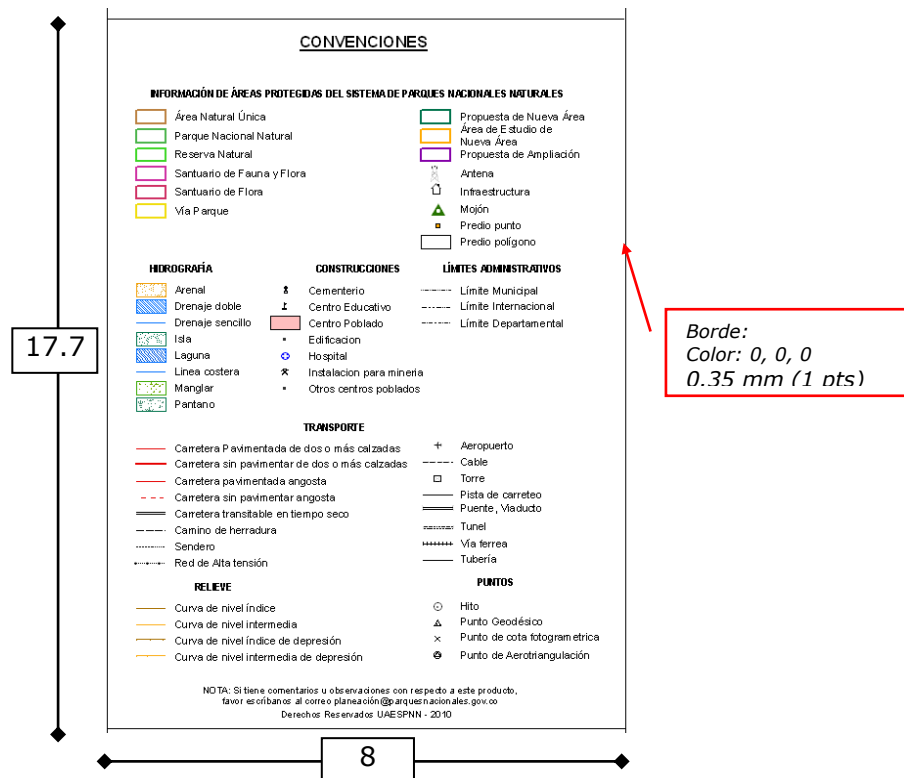 CONVENCIONES
INFORMACIÓN DE ÁREAS PROTEGIDAS DEL SISTEMA DE PARQUES NACIONALES NATURALES
Área Natural Única
Parque Nacional Natural
Reserva Natural
Santuario de Fauna y Flora
Santuario de Flora
Vía Parque
Propuesta de Nueva Área
Área de Estudio de
Nueva Área
Propuesta de Ampliación
Antena
Infraestructura
Mojón
Predio punto
Predio polígono
HIDROGRAFÍA
Arenal
Drenaje doble
Drenaje sencillo
Isla
Laguna
Linea costera
Manglar
Pantano
CONSTRUCCIONES
Cementerio
Centro Educativo
Centro Poblado
Edificacion
Hospital
Instalacion para mineria
Otros centros poblados
LÍMITES ADMINISTRATIVOS
Límite Municipal
Límite Internacional
Límite Departamental
TRANSPORTE
Carretera Pavimentada de dos o más calzadas
Carretera sin pavimentar de dos o más calzadas
Carretera pavimentada angosta
Carretera sin pavimentar angosta
Carretera transitable en tiempo seco
Camino de herradura
Sendero
Red de Alta tensión
Aeropuerto
Cable
Torre
Pista de carreteo
Puente, Viaducto
Tunel
Vía ferrea
Tubería
RELIEVE
Curva de nivel índice
Curva de nivel intermedia
Curva de nivel índice de depresión
Curva de nivel intermedia de depresión
PUNTOS
Hito
Punto Geodésico
Punto de cota fotogrametrica
Punto de Aerotriangulación
NOTA: Si tiene comentarios u observaciones con respecto a este producto,
favor escríbanos al correo planeación@parquesnacionales.gov.co
Derechos Reservados UAESPNN - 2010
17.7
8
Borde:
Color: 0, 0, 0
0.35 mm (1 pts)